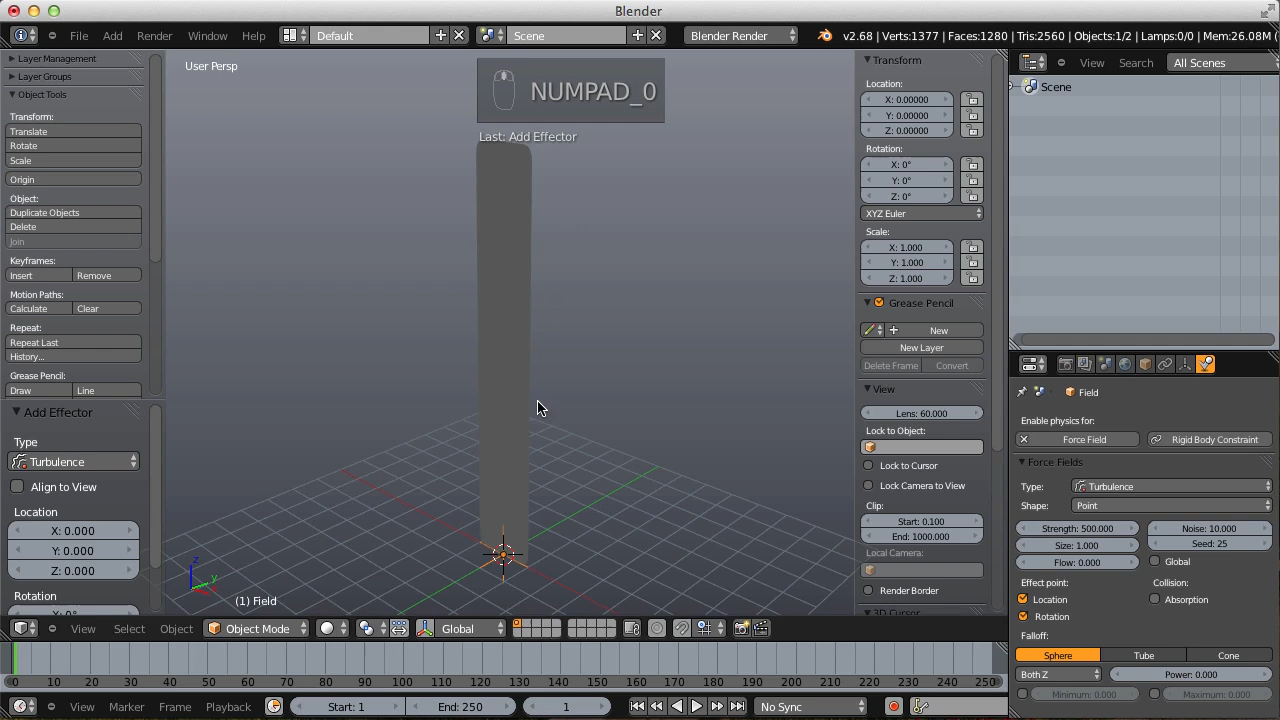 Blender
File Add Render Window Help Default Scene Blender Render v2.68 | Verts:1377 | Faces:1280 | Tris:2560 | Objects:1/2 | Lamps:0/0 | Mem:26.08M (
View Search All Scenes
Scene
Layer Management
Layer Groups
Object Tools
Transform:
Translate
Rotate
Scale
Origin
Object:
Duplicate Objects
Delete
Join
Keyframes:
Insert Remove
Motion Paths:
Calculate Clear
Repeat:
Repeat Last
History...
Grease Pencil:
Draw Line
Add Effector
Type
Turbulence
Align to View
Location
X: 0.000
Y: 0.000
Z: 0.000
Rotation
User Persp
NUMPAD_0
Last: Add Effector
z
y
(1) Field
Transform
Location:
X: 0.00000
Y: 0.00000
Z: 0.00000
Rotation:
X: 0°
Y: 0°
Z: 0°
XYZ Euler
Scale:
X: 1.000
Y: 1.000
Z: 1.000
Grease Pencil
New
New Layer
Delete Frame Convert
View
Lens: 60.000
Lock to Object:
Lock to Cursor
Lock Camera to View
Clip:
Start: 0.100
End: 1000.000
Local Camera:
Render Border
3D Cursor
Field
Enable physics for:
Force Field Rigid Body Constraint
Force Fields
Type: Turbulence
Shape: Point
Strength: 500.000 Noise: 10.000
Size: 1.000 Seed: 25
Flow: 0.000 Global
Effect point: Collision:
Location Absorption
Rotation
Falloff:
Sphere Tube Cone
Both Z Power: 0.000
Minimum: 0.000 Maximum: 0.000
View Select Object Object Mode Global
0 10 20 30 40 50 60 70 80 90 100 110 120 130 140 150 160 170 180 190 200 210 220 230 240 250
View Marker Frame Playback Start: 1 End: 250 1 No Sync